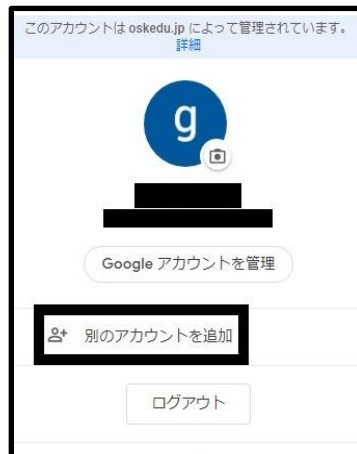 このアカウントは oskedu.jp によって管理されています。
詳細
g
Google アカウントを管理
別のアカウントを追加
ログアウト